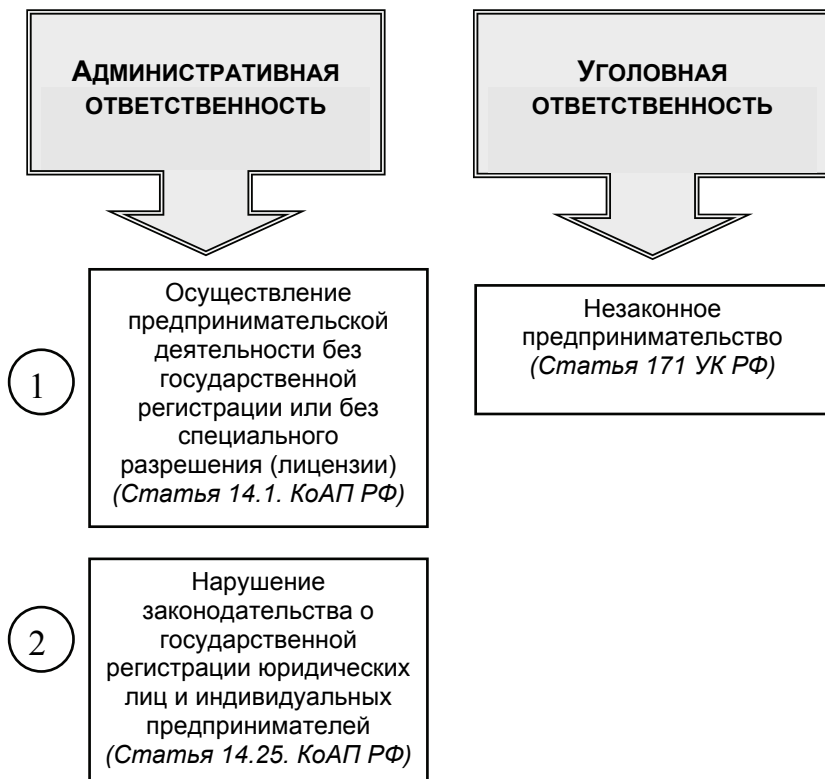 АДМИНИСТРАТИВНАЯ
ОТВЕТСТВЕННОСТЬ
УГОЛОВНАЯ
ОТВЕТСТВЕННОСТЬ
1
Осуществление
предпринимательской
деятельности без
государственной
регистрации или без
специального
разрешения (лицензии)
(Статья 14.1. КоАП РФ)
Незаконное
предпринимательство
(Статья 171 УК РФ)
2
Нарушение
законодательства о
государственной
регистрации юридических
лиц и индивидуальных
предпринимателей
(Статья 14.25. КоАП РФ)